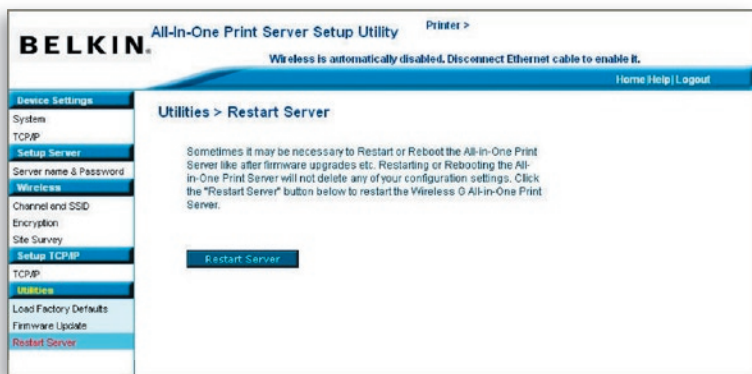 BELKIN.
All-In-One Print Server Setup Utility
Printer >
Wireless is automatically disabled. Disconnect Ethernet cable to enable it.
Home|Help| Logout
Device Settings
System
TCP/IP
Setup Server
Server name & Password
Wireless
Channel and SSID
Encryption
Site Survey
Setup TCP/IP
TCP/IP
Utilities
Load Factory Defaults
Firmware Update
Restart Server
Utilities > Restart Server
Sometimes it may be necessary to Restart or Reboot the All-in-One Print
Server like after firmware upgrades etc. Restarting or Rebooting the All-
in-One Print Server will not delete any of your configuration settings. Click
the "Restart Server" button below to restart the Wireless G All-in-One Print
Server.
Restart Server